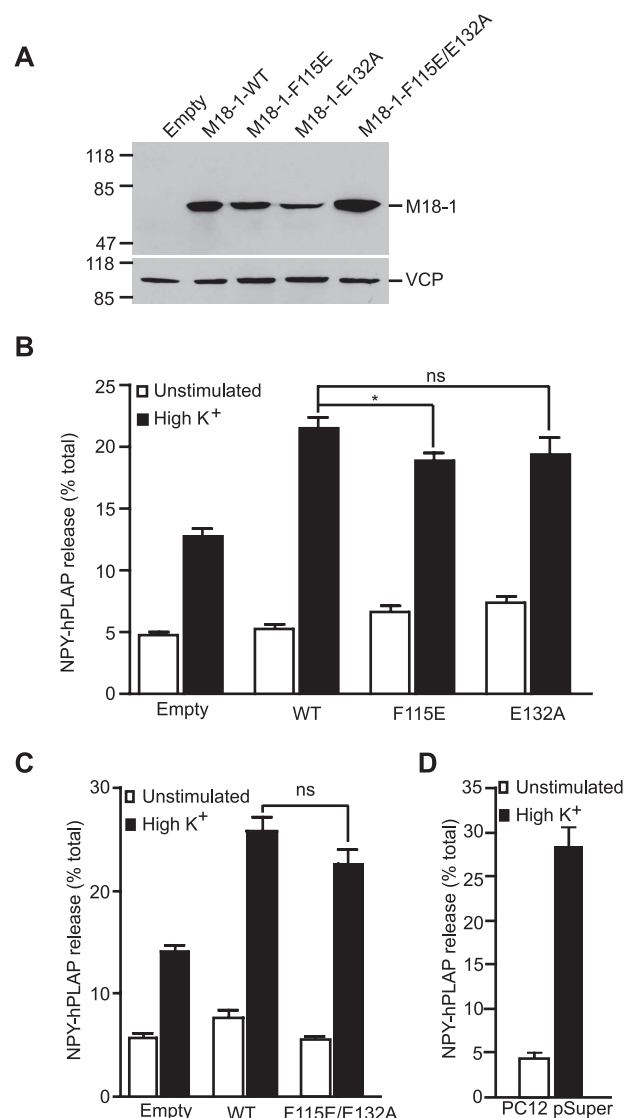 A
Empty
M18-1-WT
M18-1-F115E
M18-1-E132A
M18-1-F115E/E132A
118
85
47
M18-1
118
85
VCP
B
NPY-hPLAP release (% total)
25
20
15
10
5
0
Unstimulated
High K+
ns
*
Empty
WT
F115E
E132A
C
NPY-hPLAP release (% total)
30
20
10
0
Unstimulated
High K+
ns
Empty
WT
F115E/E132A
D
NPY-hPLAP release (% total)
35
30
25
20
15
10
5
0
Unstimulated
High K+
PC12 pSuper